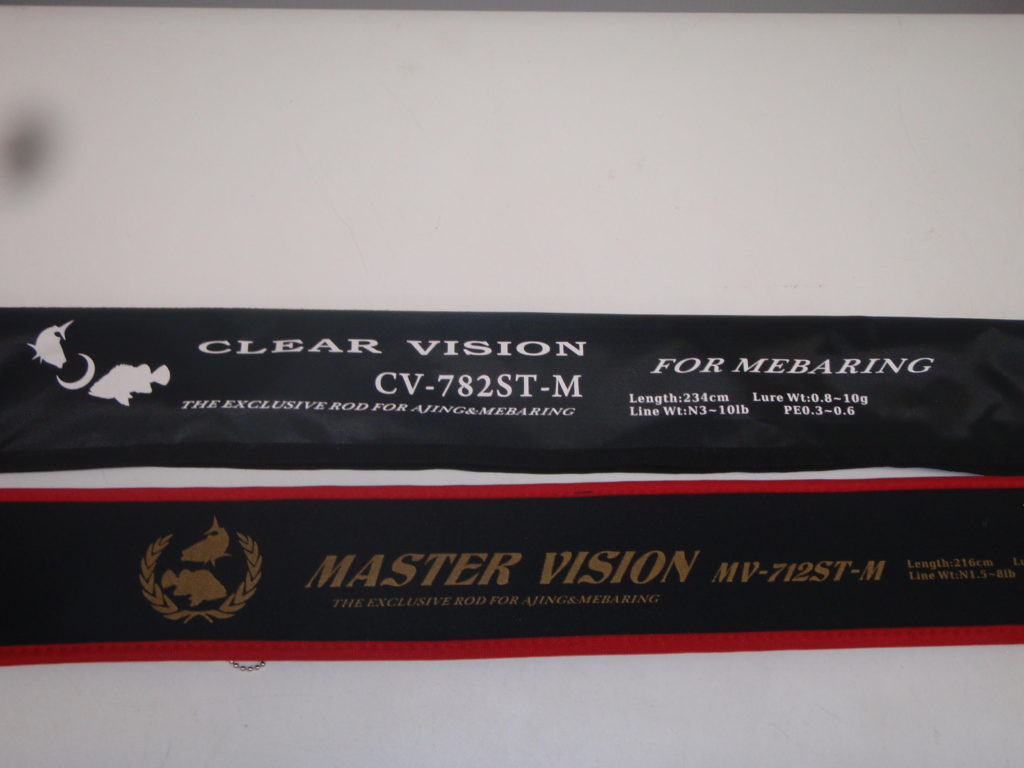 CLEAR VISION
CV-782ST-M
THE EXCLUSIVE ROD FOR AJING&MEBARING
FOR MEBARING
Length:234cm Lure Wt:0.8~10g
Line Wt:N3~10lb PE0.3~0.6
MASTER VISION MV-712ST-M
THE EXCLUSIVE ROD FOR AJING&MEBARING
Length:216cm Lu
Line Wt:N1.5~8lb